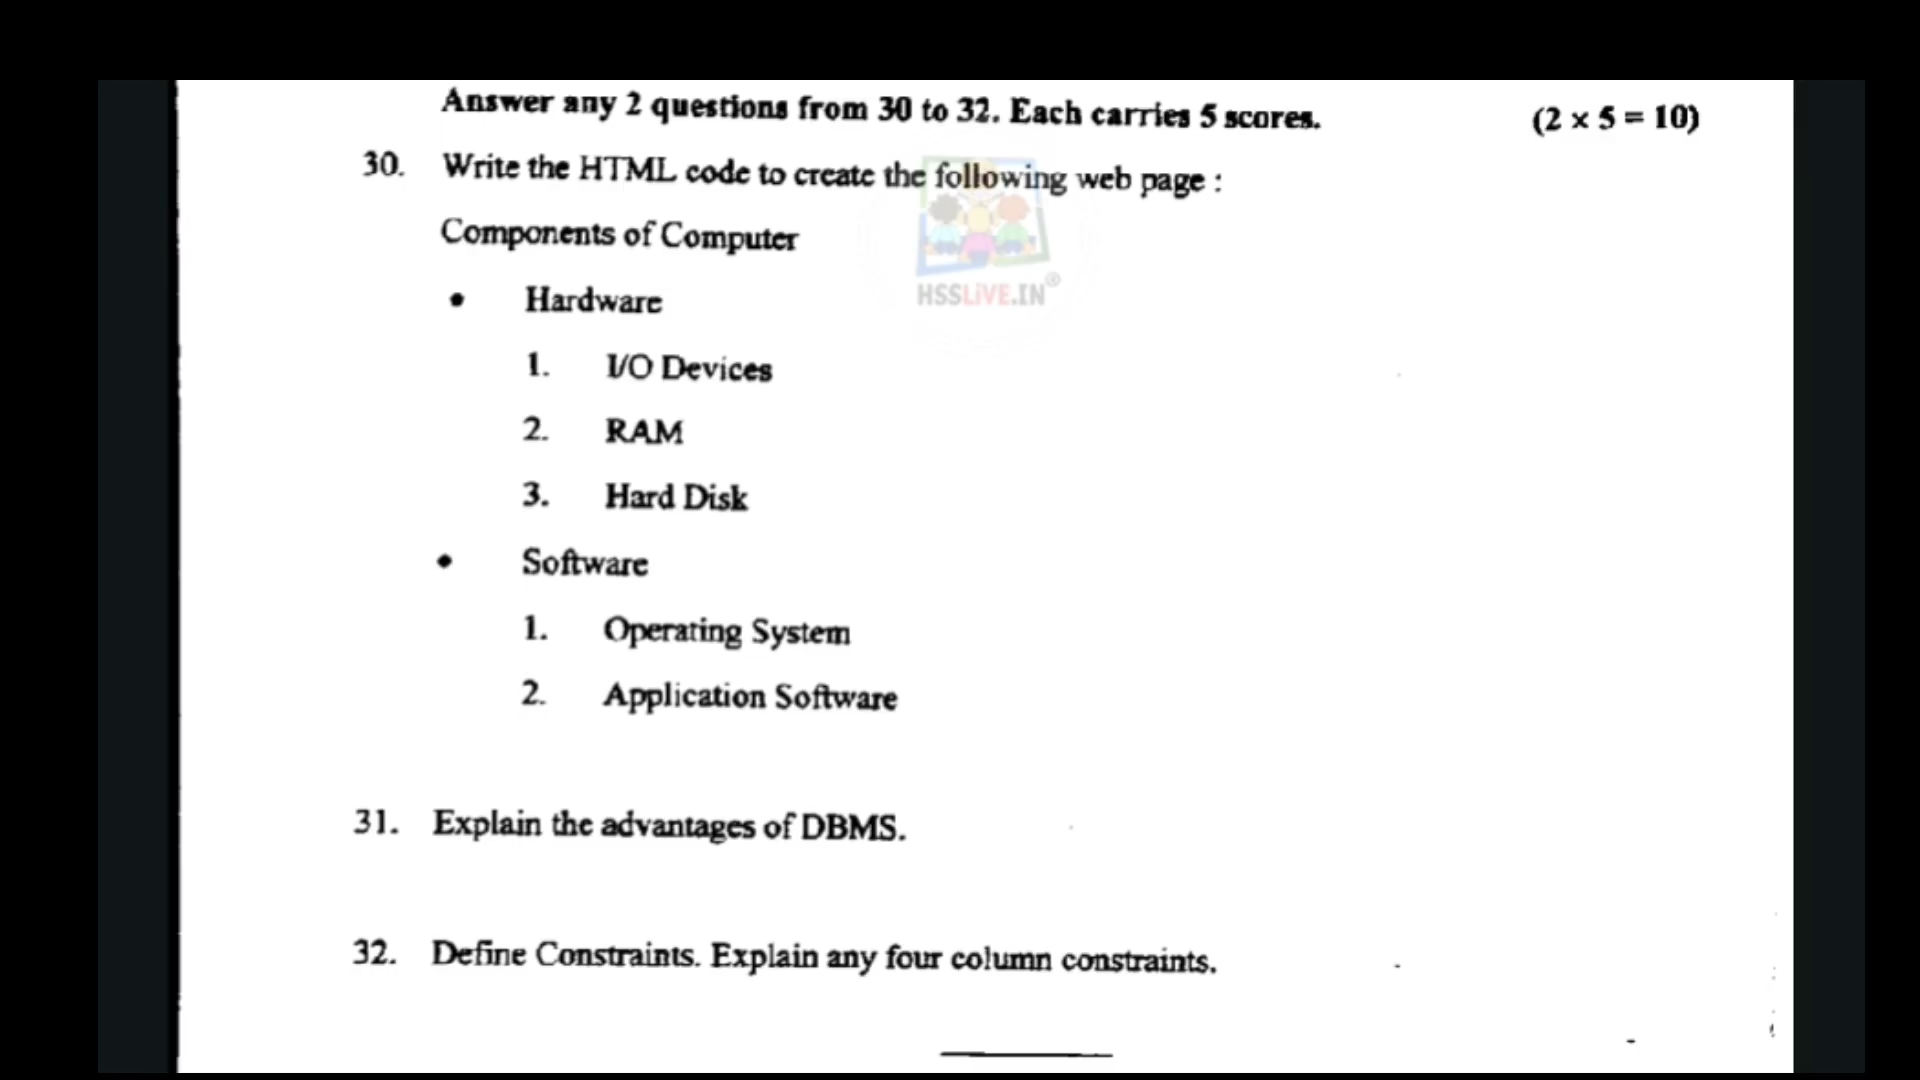 Answer any 2 questions from 30 to 32. Each carries 5 scores. (2 × 5 = 10)
30. Write the HTML code to create the following web page :
Components of Computer
• Hardware
1. I/O Devices
2. RAM
3. Hard Disk
• Software
1. Operating System
2. Application Software
31. Explain the advantages of DBMS.
32. Define Constraints. Explain any four column constraints.
HSSLiVE.IN®